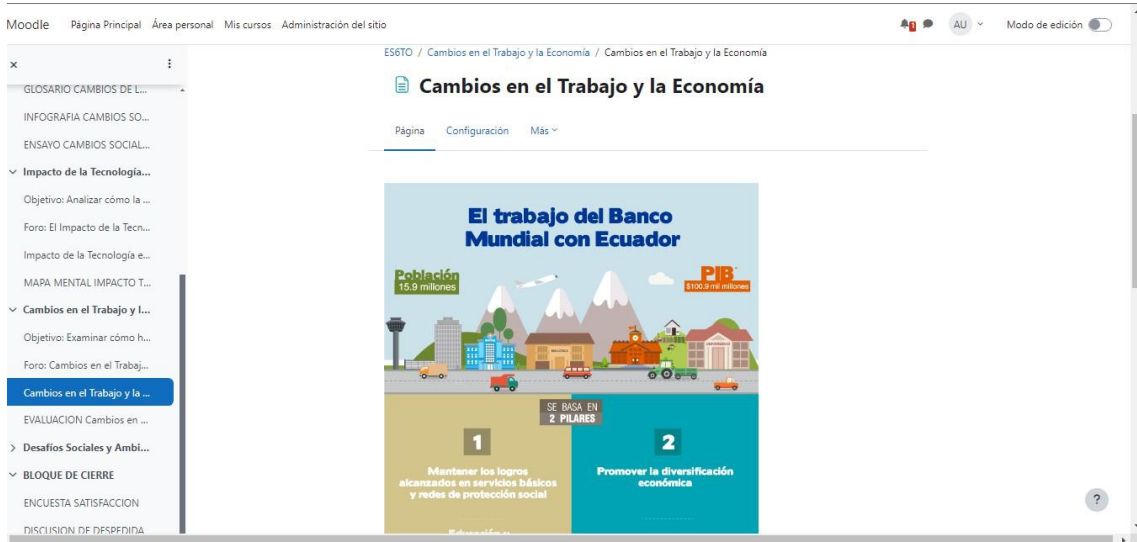 Moodle Página Principal Área personal Mis cursos Administración del sitio
AU Modo de edición
GLOSARIO CAMBIOS DE L...
INFOGRAFIA CAMBIOS SO...
ENSAYO CAMBIOS SOCIAL...
Impacto de la Tecnología...
Objetivo: Analizar cómo la ...
Foro: El Impacto de la Tecn...
Impacto de la Tecnología e...
MAPA MENTAL IMPACTO T...
Cambios en el Trabajo y l...
Objetivo: Examinar cómo h...
Foro: Cambios en el Trabaj...
Cambios en el Trabajo y la ...
EVALUACION Cambios en ...
Desafíos Sociales y Ambi...
BLOQUE DE CIERRE
ENCUESTA SATISFACCION
DISCUSION DE DESPEDIDA
ES6TO / Cambios en el Trabajo y la Economía / Cambios en el Trabajo y la Economía
Cambios en el Trabajo y la Economía
Página Configuración Más
El trabajo del Banco
Mundial con Ecuador
Población
15.9 millones
PIB
$100.9 mil millones
SE BASA EN
2 PILARES
1
Mantener los logros
alcanzados en servicios básicos
y redes de protección social
2
Promover la diversificación
económica
?